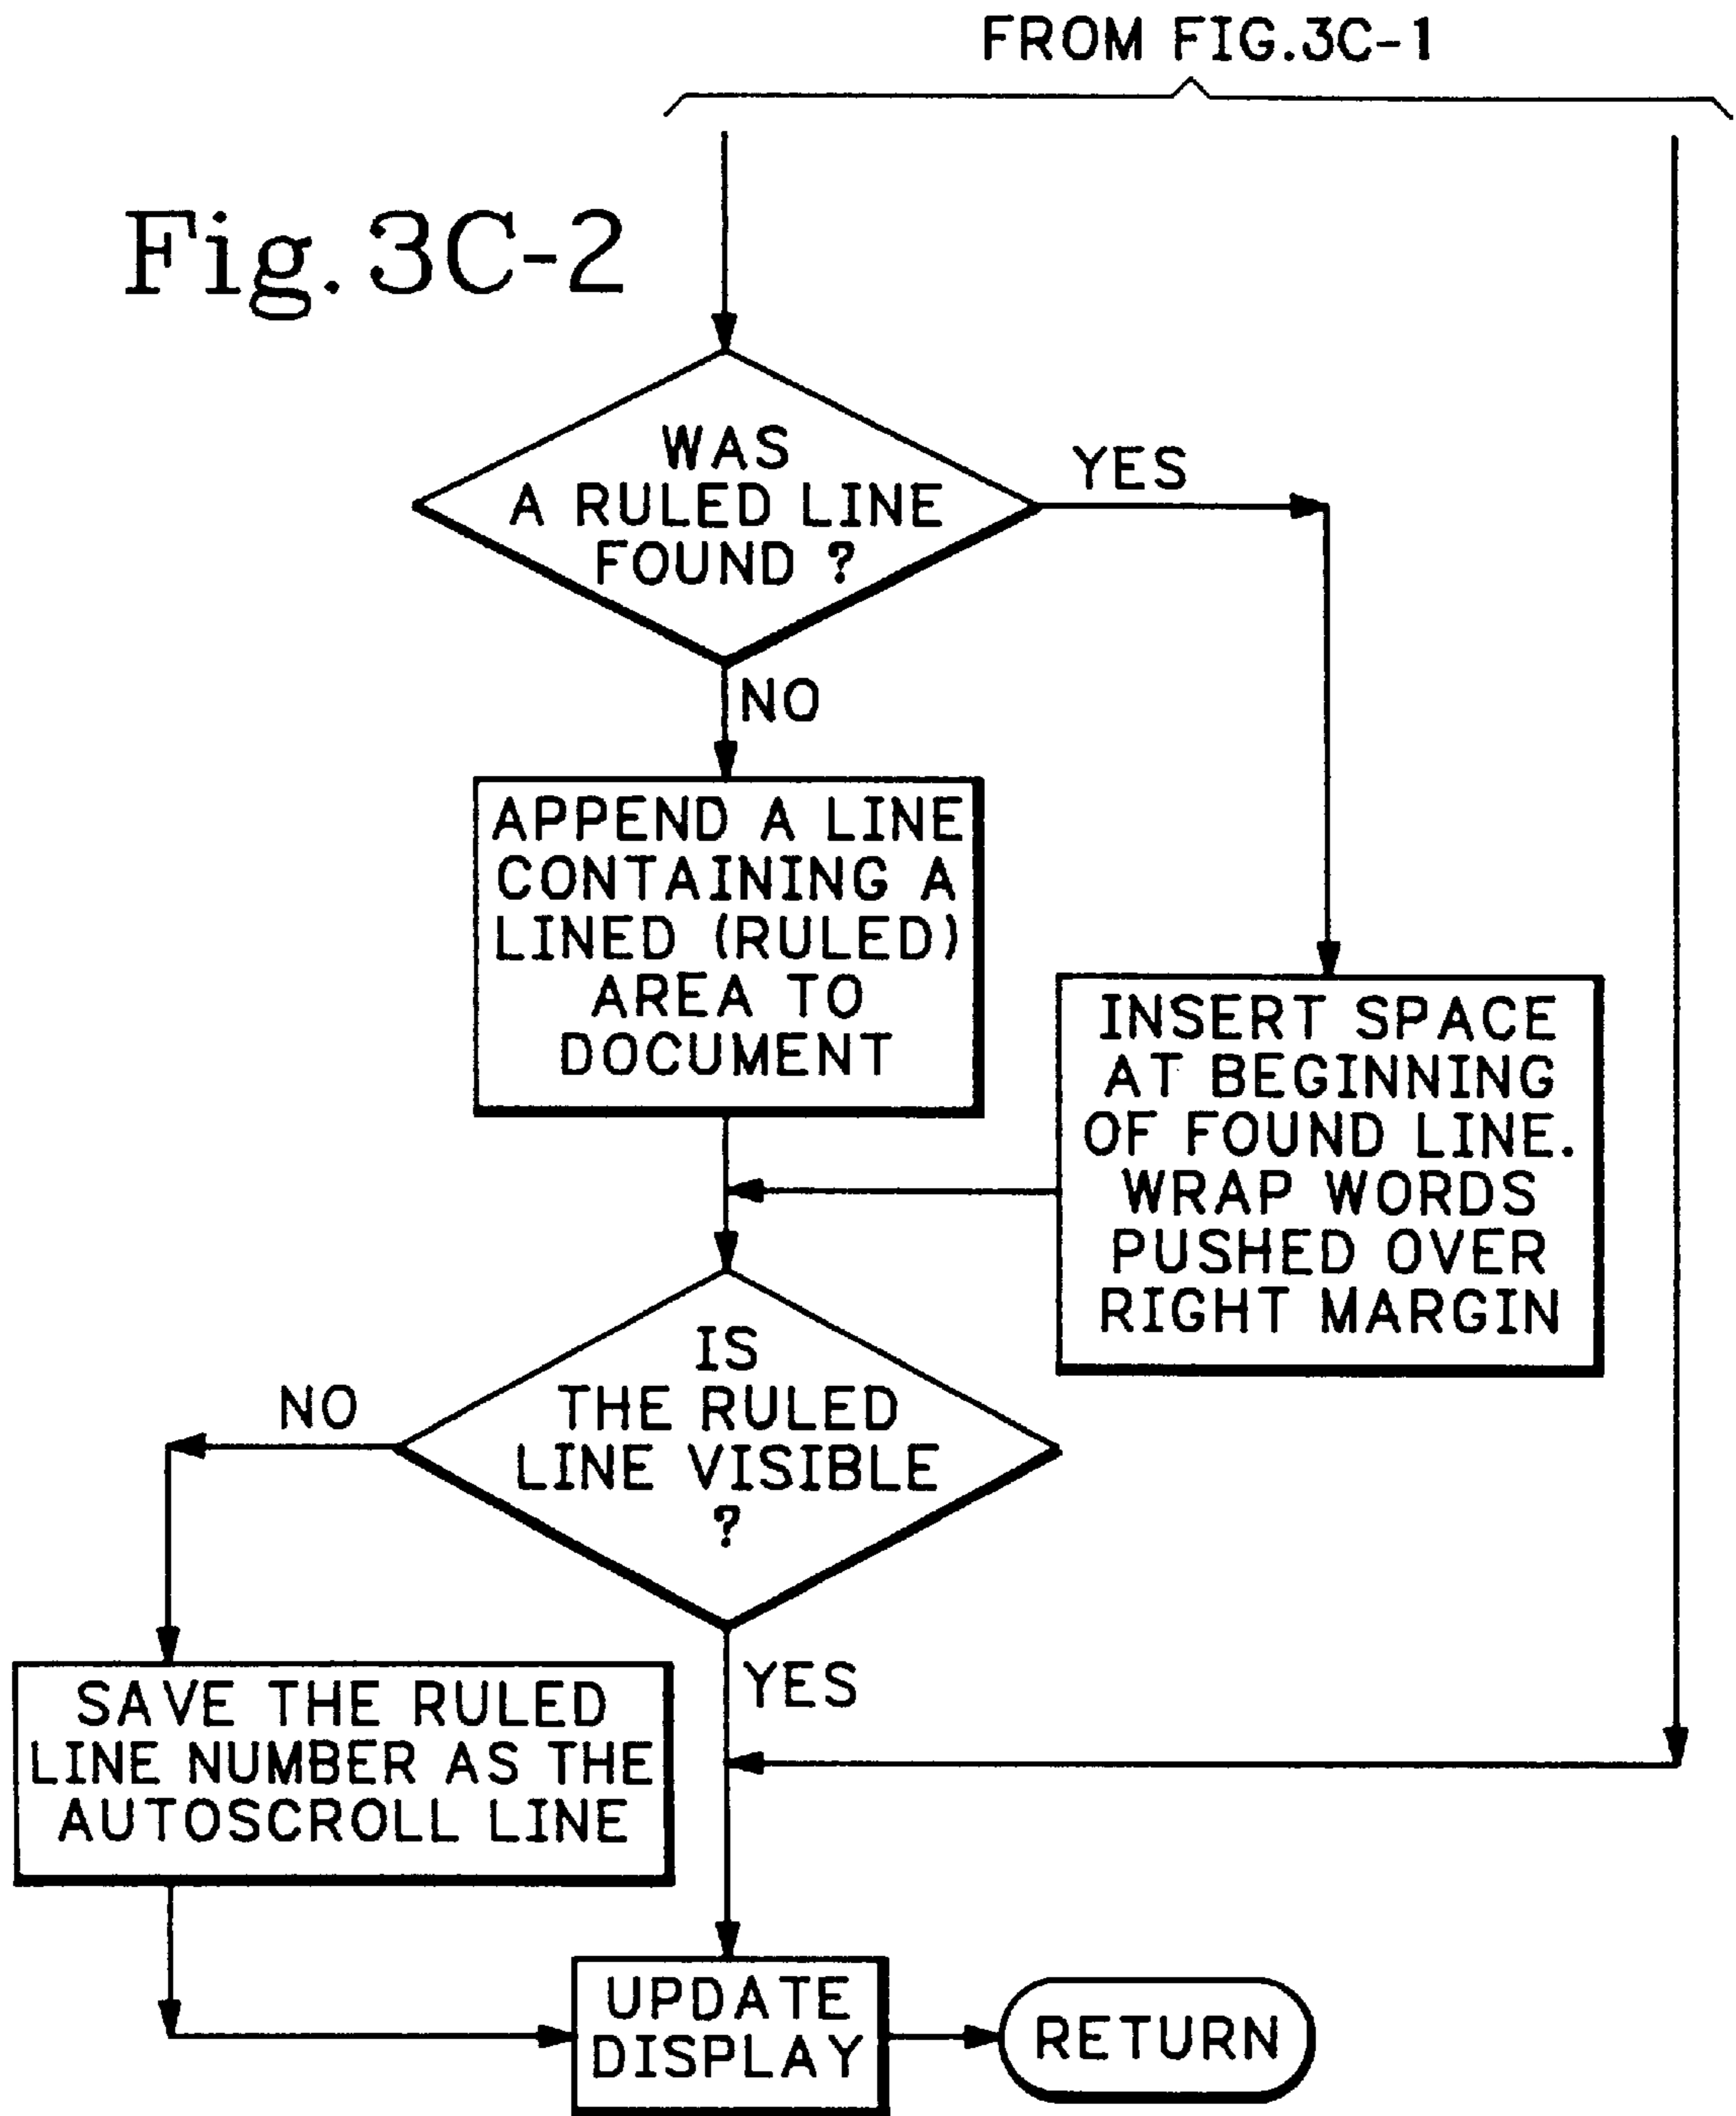 FROM FIG.3C-1
Fig. 3C-2
WAS
A RULED LINE
FOUND ?
YES
NO
APPEND A LINE
CONTAINING A
LINED (RULED)
AREA TO
DOCUMENT
INSERT SPACE
AT BEGINNING
OF FOUND LINE.
WRAP WORDS
PUSHED OVER
RIGHT MARGIN
IS
THE RULED
LINE VISIBLE
?
NO
YES
SAVE THE RULED
LINE NUMBER AS THE
AUTOSCROLL LINE
UPDATE
DISPLAY
RETURN